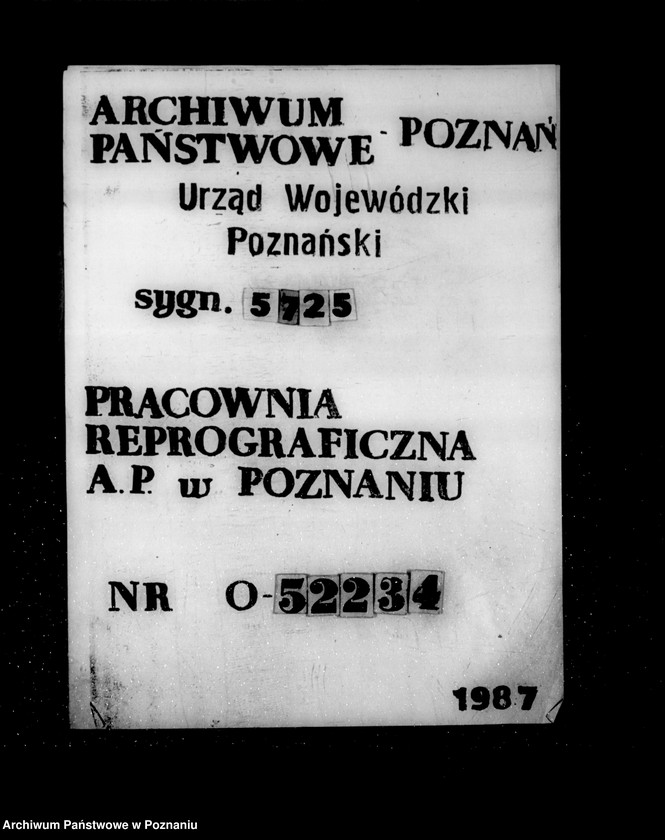 ARCHIWUM
PAŃSTWOWE - POZNAŃ
Urząd Wojewódzki
Poznański
sygn. 5725
PRACOWNIA
REPROGRAFICZNA
A.P. w POZNANIU
NR O-52234
1987
Archiwum Państwowe w Poznaniu